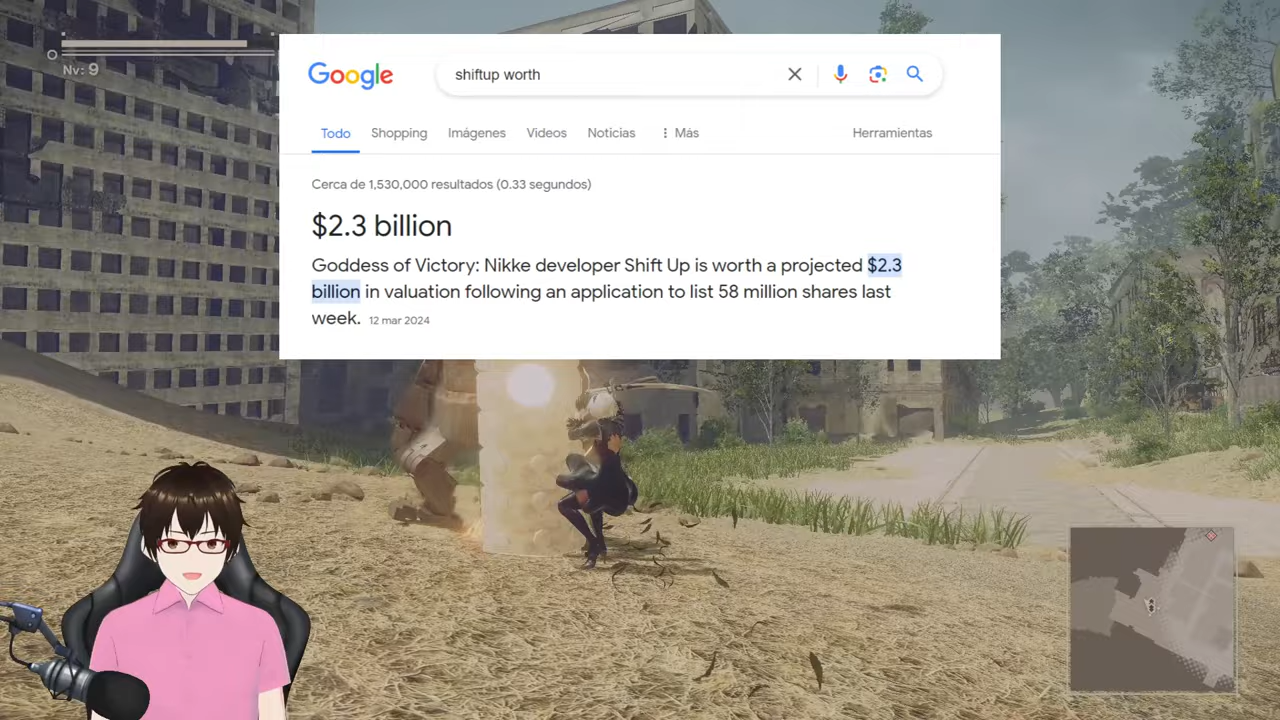 Nv: 9
Google
shiftup worth
Todo Shopping Imágenes Videos Noticias Más Herramientas
Cerca de 1,530,000 resultados (0.33 segundos)
$2.3 billion
Goddess of Victory: Nikke developer Shift Up is worth a projected $2.3
billion in valuation following an application to list 58 million shares last
week. 12 mar 2024